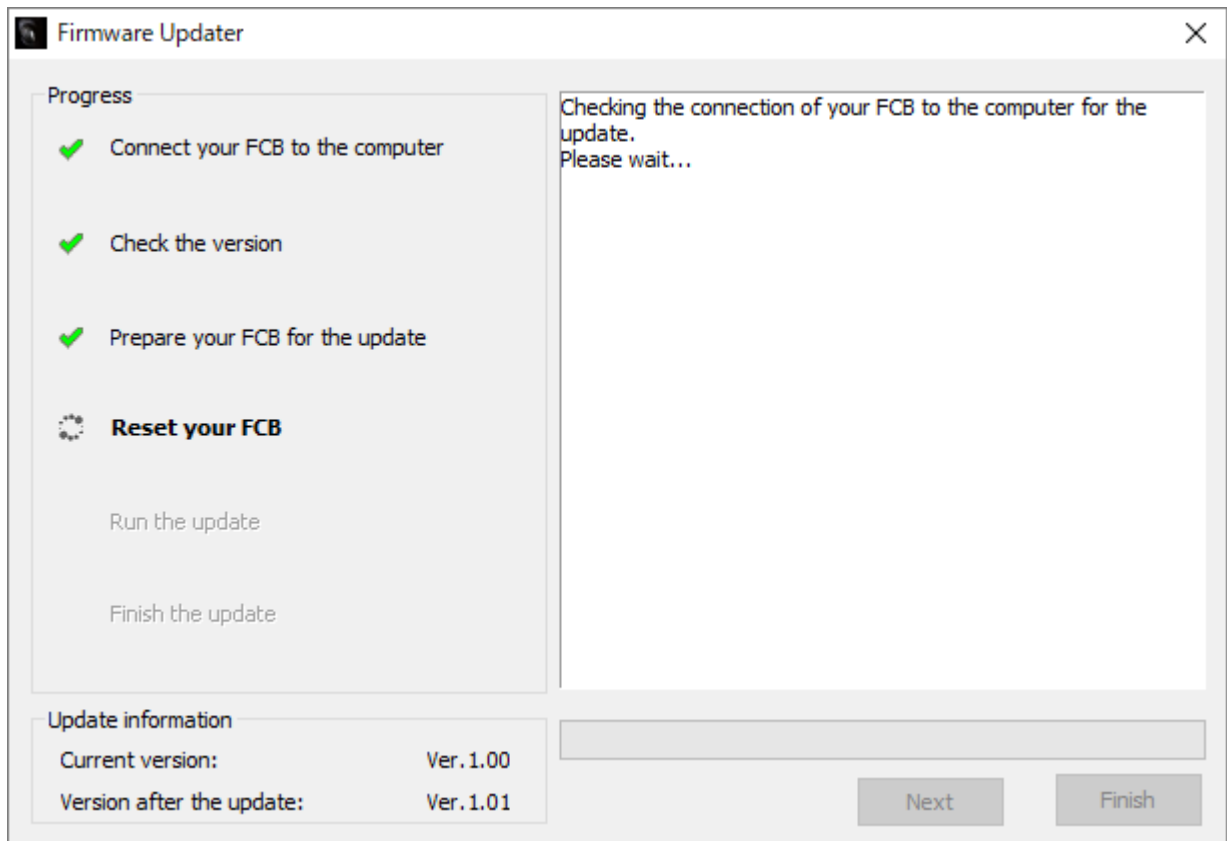 Firmware Updater
Progress
Connect your FCB to the computer
Check the version
Prepare your FCB for the update
Reset your FCB
Run the update
Finish the update
Checking the connection of your FCB to the computer for the
update.
Please wait...
Update information
Current version: Ver.1.00
Version after the update: Ver.1.01
Next
Finish